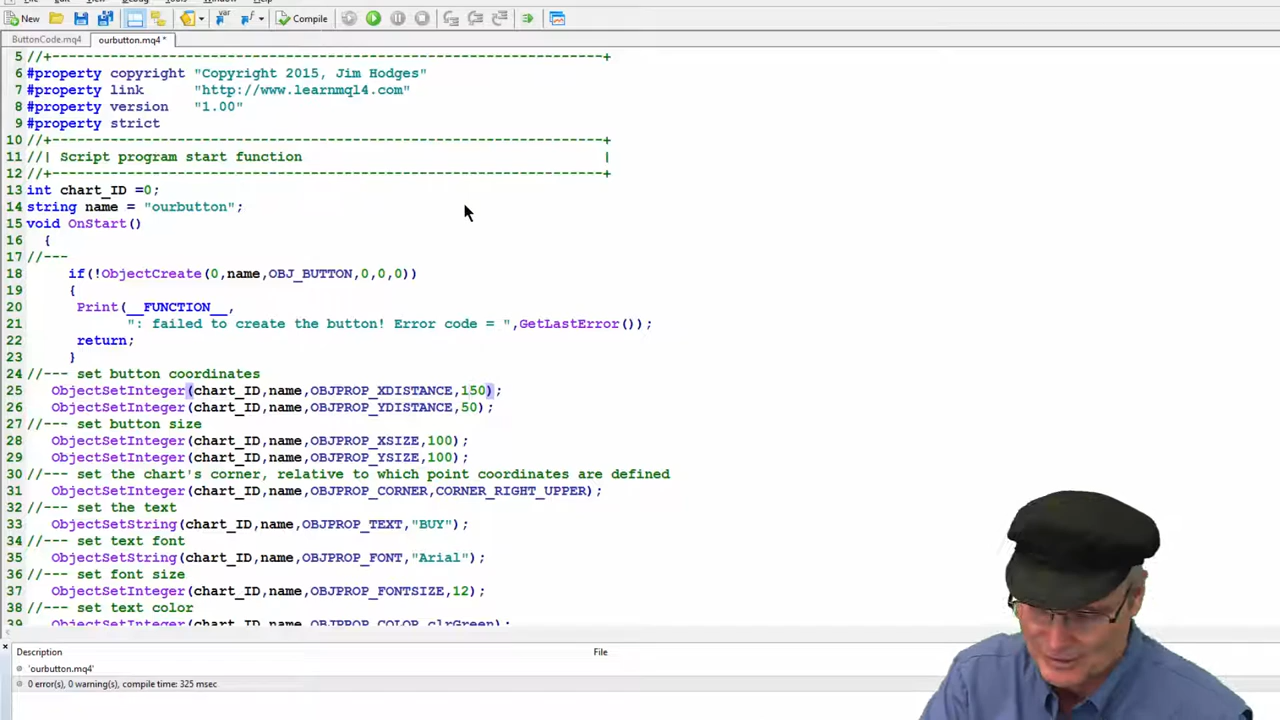 New
var
Compile
ButtonCode.mq4
ourbutton.mq4 *
5 //+------------------------------------------------------------------+
6 #property copyright "Copyright 2015, Jim Hodges"
7 #property link      "http://www.learnmql4.com"
8 #property version   "1.00"
9 #property strict
10 //+------------------------------------------------------------------+
11 //| Script program start function                                    |
12 //+------------------------------------------------------------------+
13 int chart_ID =0;
14 string name = "ourbutton";
15 void OnStart()
16   {
17 //---
18      if(!ObjectCreate(0,name,OBJ_BUTTON,0,0,0))
19      {
20       Print(__FUNCTION__,
21             ": failed to create the button! Error code = ",GetLastError());
22       return;
23      }
24 //--- set button coordinates
25    ObjectSetInteger(chart_ID,name,OBJPROP_XDISTANCE,150);
26    ObjectSetInteger(chart_ID,name,OBJPROP_YDISTANCE,50);
27 //--- set button size
28    ObjectSetInteger(chart_ID,name,OBJPROP_XSIZE,100);
29    ObjectSetInteger(chart_ID,name,OBJPROP_YSIZE,100);
30 //--- set the chart's corner, relative to which point coordinates are defined
31    ObjectSetInteger(chart_ID,name,OBJPROP_CORNER,CORNER_RIGHT_UPPER);
32 //--- set the text
33    ObjectSetString(chart_ID,name,OBJPROP_TEXT,"BUY");
34 //--- set text font
35    ObjectSetString(chart_ID,name,OBJPROP_FONT,"Arial");
36 //--- set font size
37    ObjectSetInteger(chart_ID,name,OBJPROP_FONTSIZE,12);
38 //--- set text color
39    ObjectSetInteger(chart_ID,name,OBJPROP_COLOR,clrGreen);
Description
File
'ourbutton.mq4'
0 error(s), 0 warning(s), compile time: 325 msec